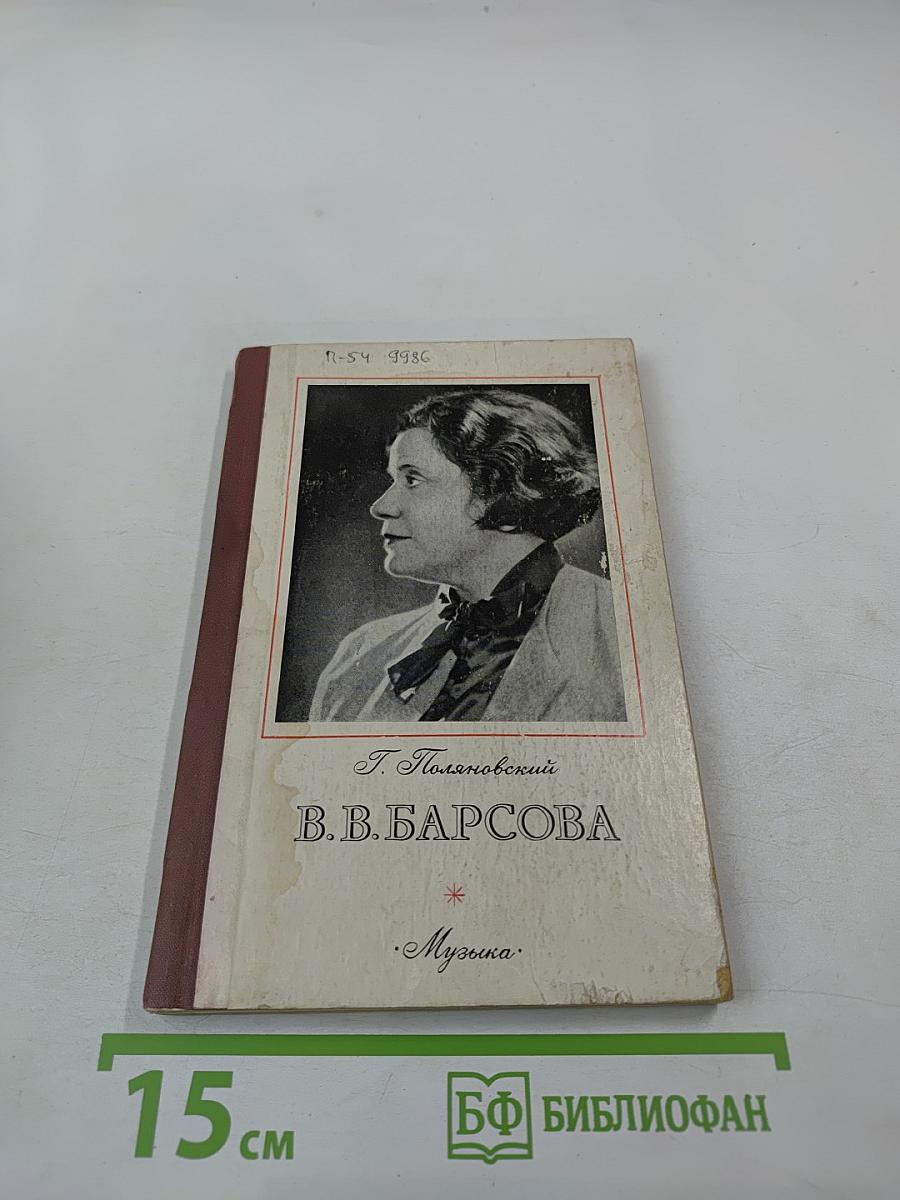 П-54 9986
Г. Поляновский
В. В. БАРСОВА
·Музыка·
15 см
БФ БИБЛИОФАН